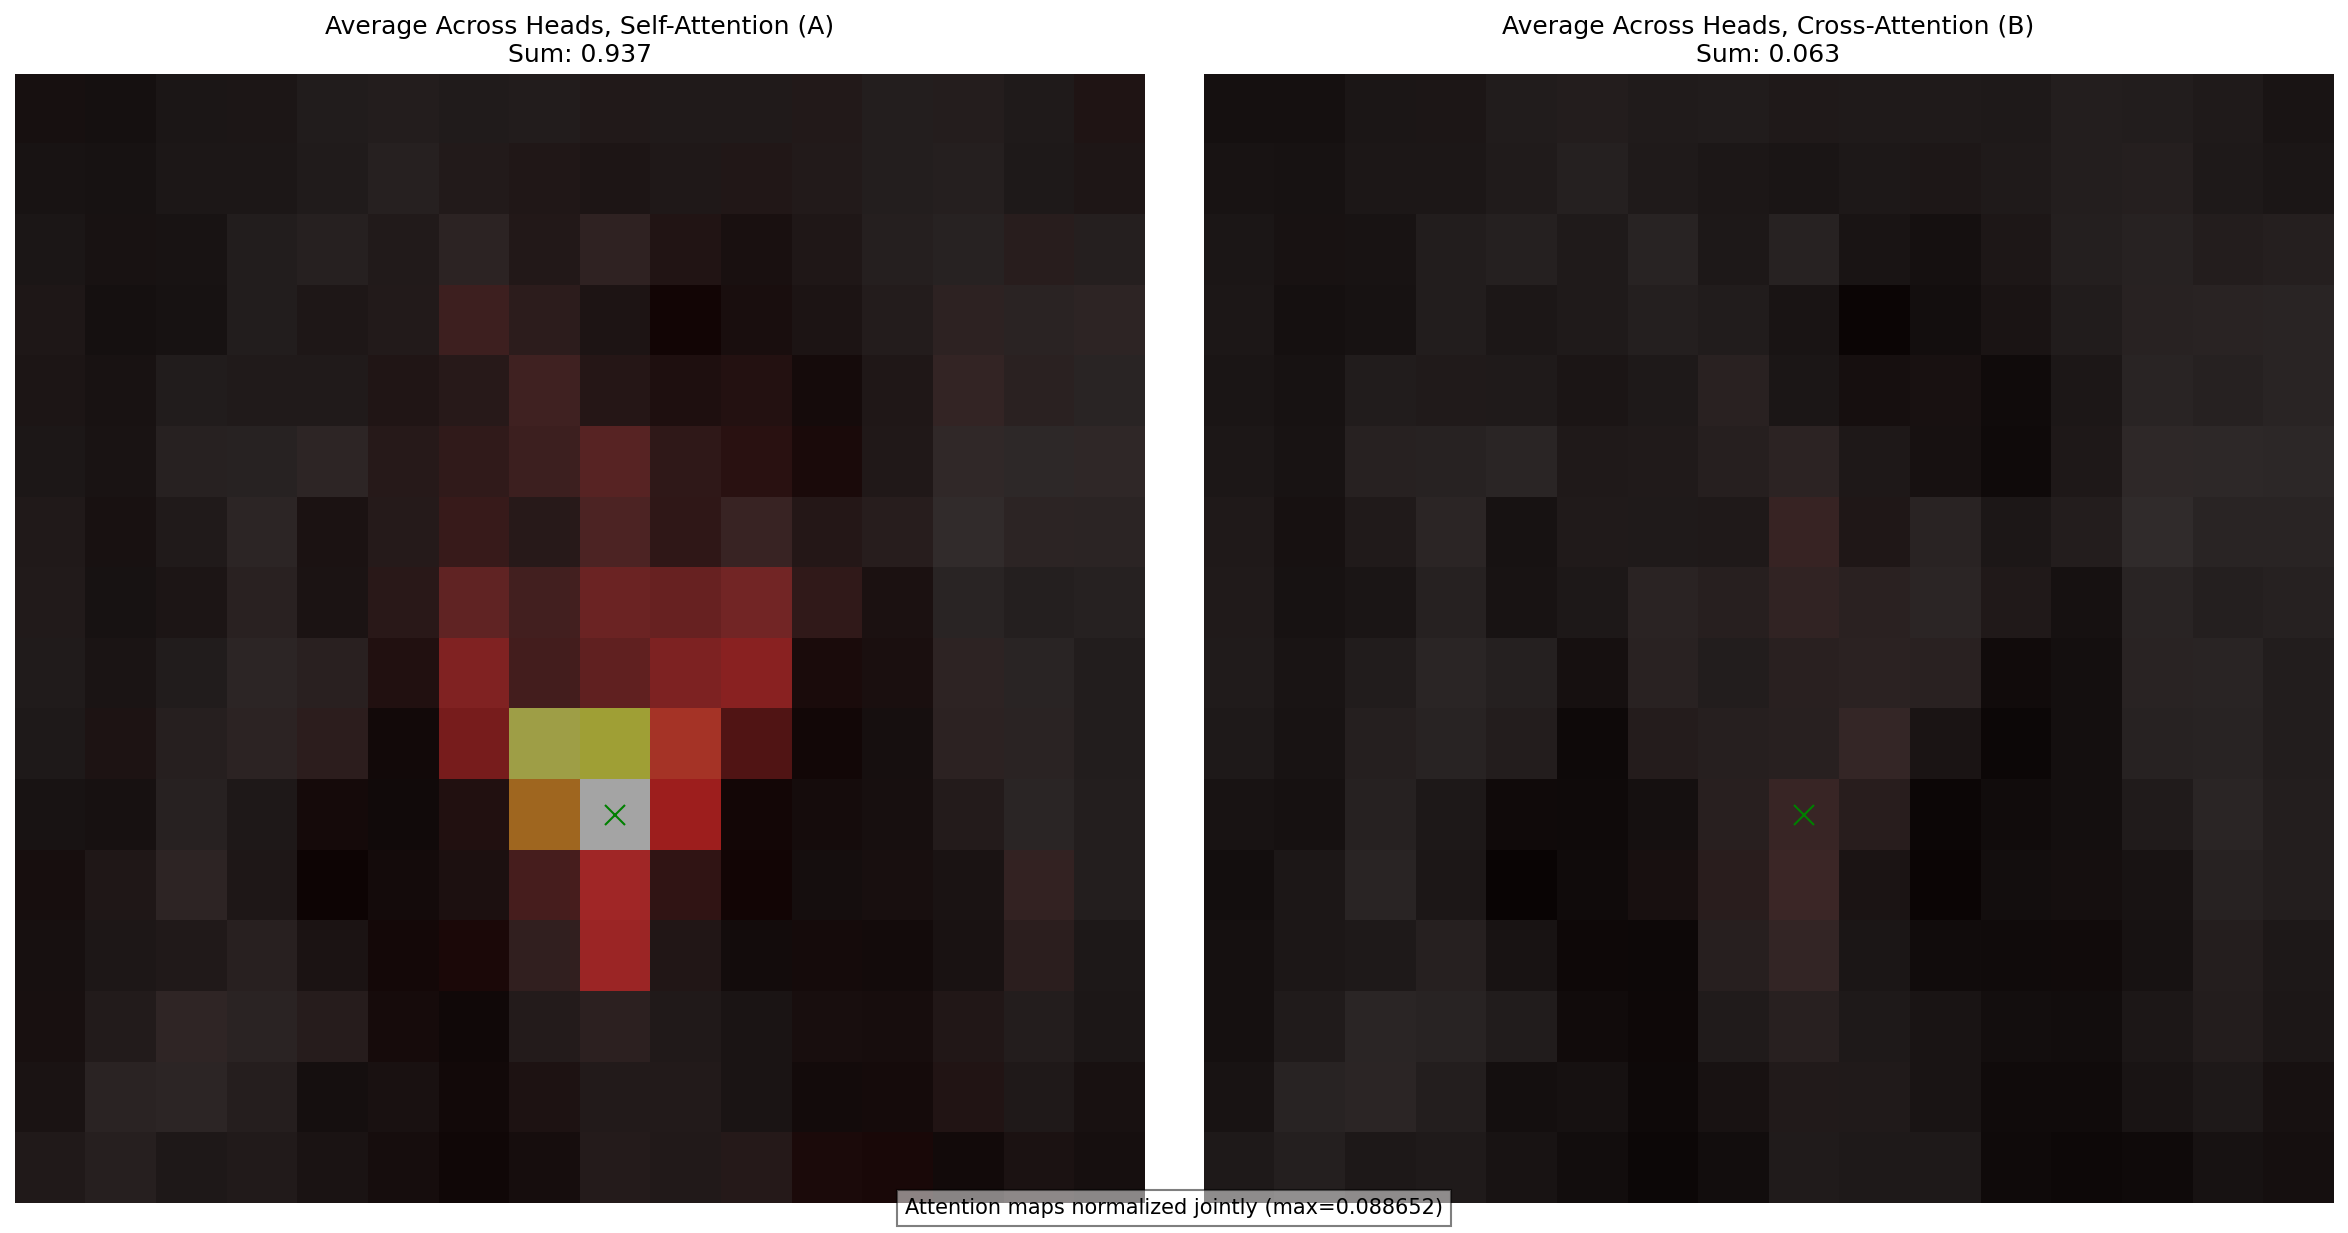 Average Across Heads, Self-Attention (A)
Sum: 0.937
Average Across Heads, Cross-Attention (B)
Sum: 0.063
Attention maps normalized jointly (max=0.088652)